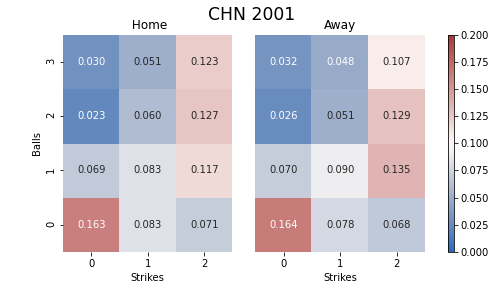 CHN 2001
Home Away
3 0.030 0.051 0.123 0.032 0.048 0.107
2 0.023 0.060 0.127 0.026 0.051 0.129
1 0.069 0.083 0.117 0.070 0.090 0.135
0 0.163 0.083 0.071 0.164 0.078 0.068
Balls
0 1 2 0 1 2
Strikes Strikes
0.200
0.175
0.150
0.125
0.100
0.075
0.050
0.025
0.000